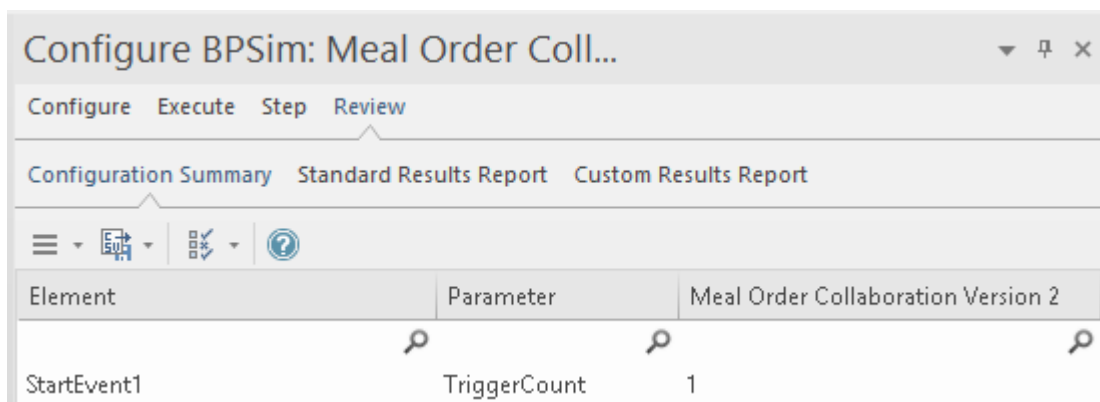 Configure BPSim: Meal Order Coll...
Configure Execute Step Review
Configuration Summary Standard Results Report Custom Results Report
Element Parameter Meal Order Collaboration Version 2
StartEvent1 TriggerCount 1